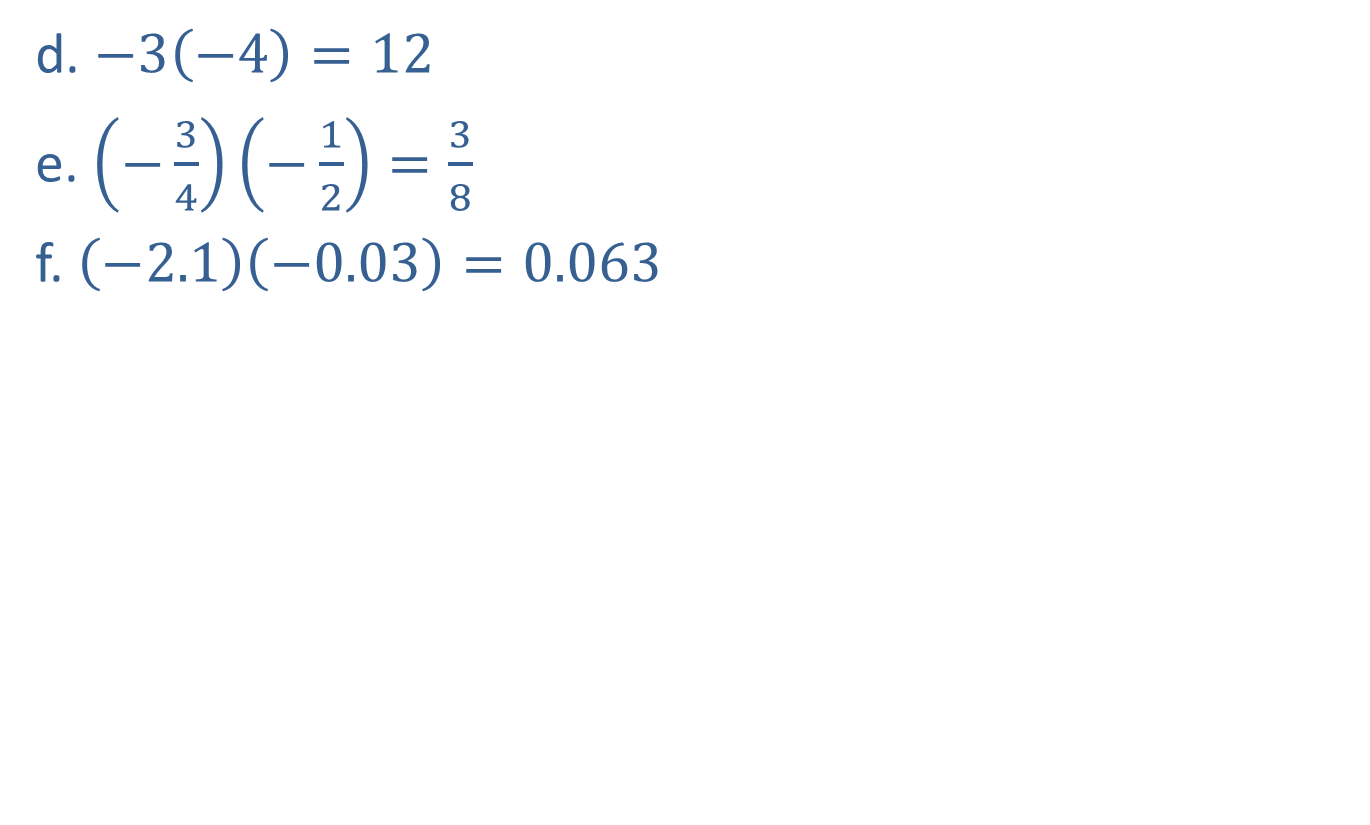 d. −3(−4) = 12
e. (−3/4)(−1/2) = 3/8
f. (−2.1)(−0.03) = 0.063